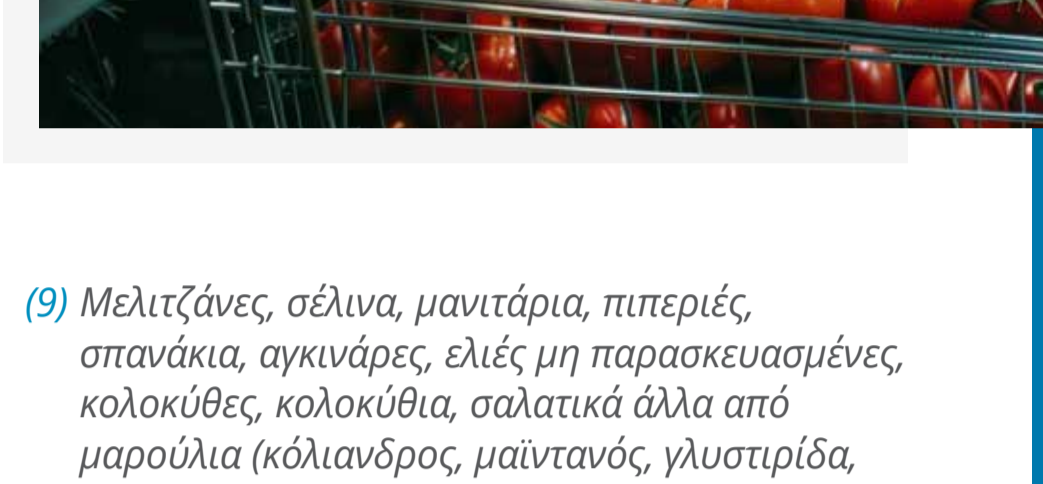 (9) Μελιτζάνες, σέλινα, μανιτάρια, πιπεριές,
σπανάκια, αγκινάρες, ελιές μη παρασκευασμένες,
κολοκύθες, κολοκύθια, σαλατικά άλλα από
μαρούλια (κόλιανδρος, μαϊντανός, γλυστιρίδα,